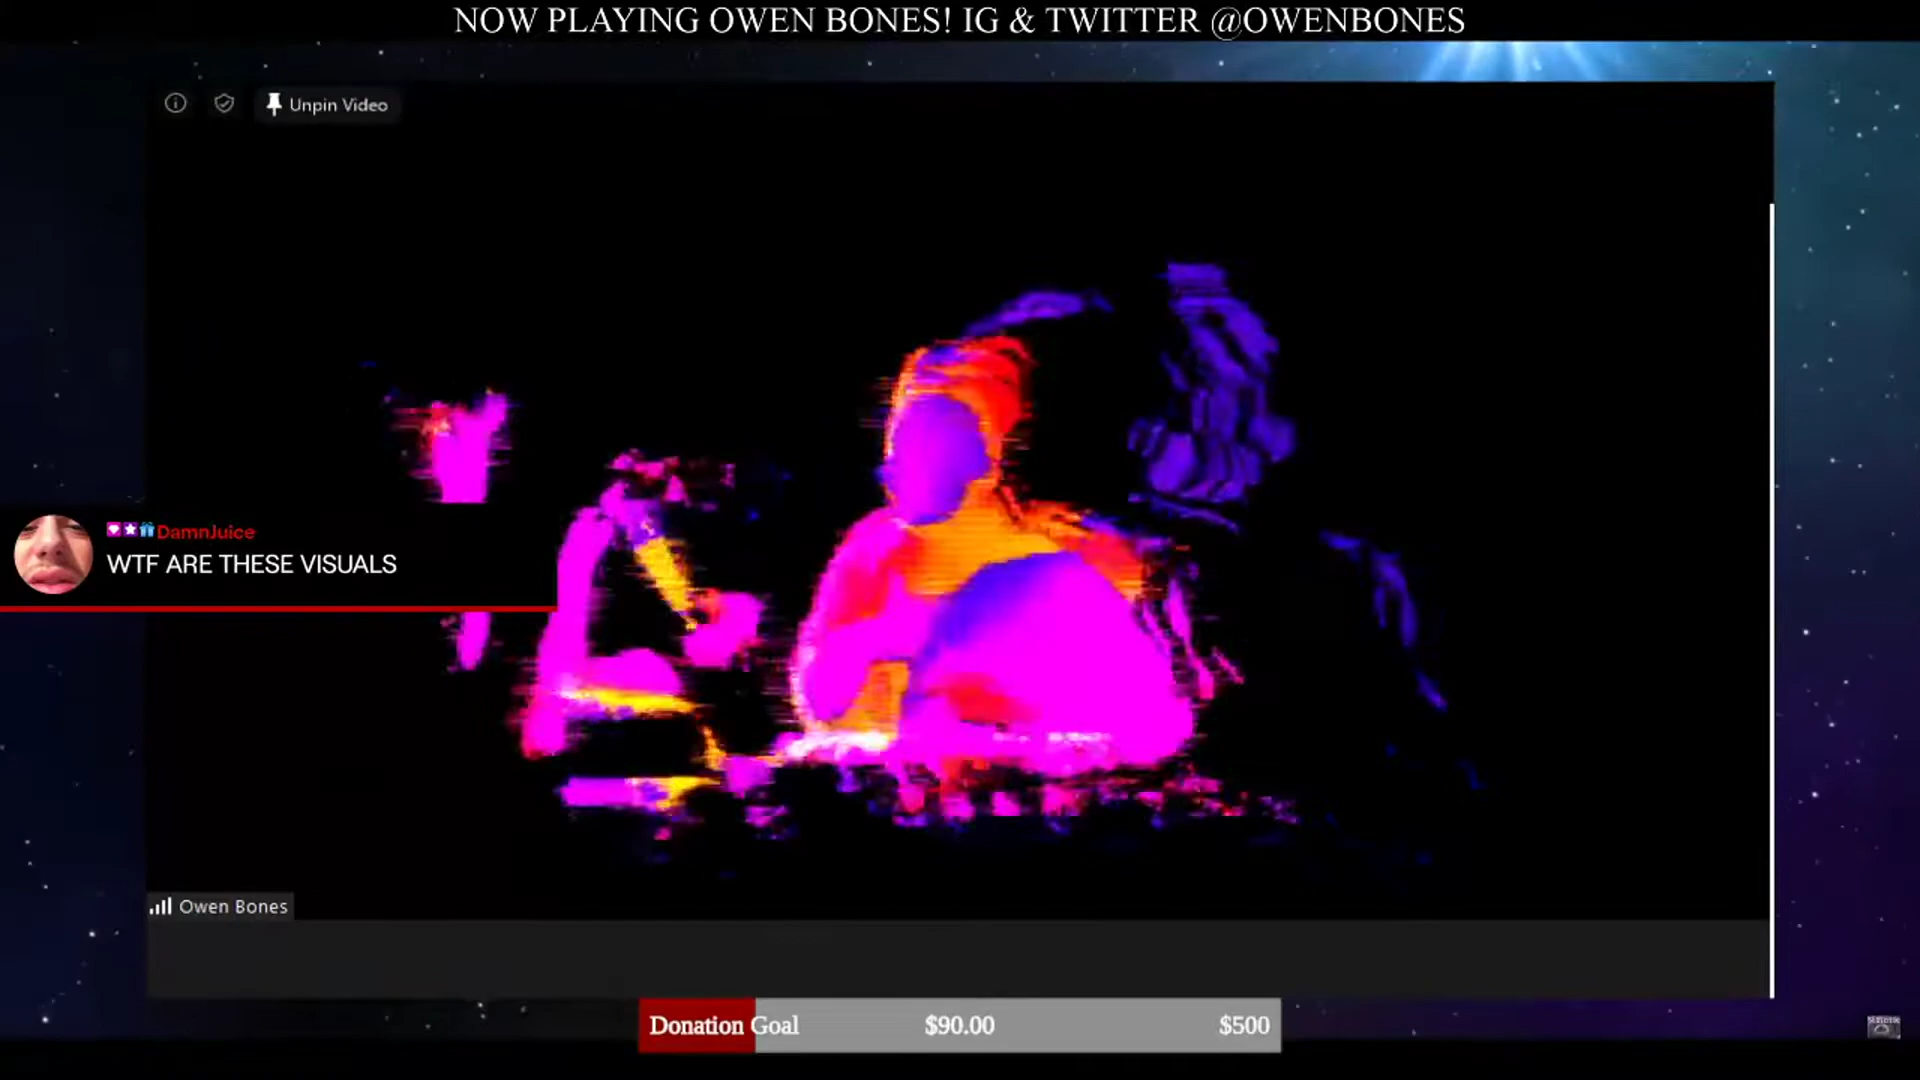 NOW PLAYING OWEN BONES! IG & TWITTER @OWENBONES
Unpin Video
DamnJuice
WTF ARE THESE VISUALS
Owen Bones
Donation Goal $90.00 $500